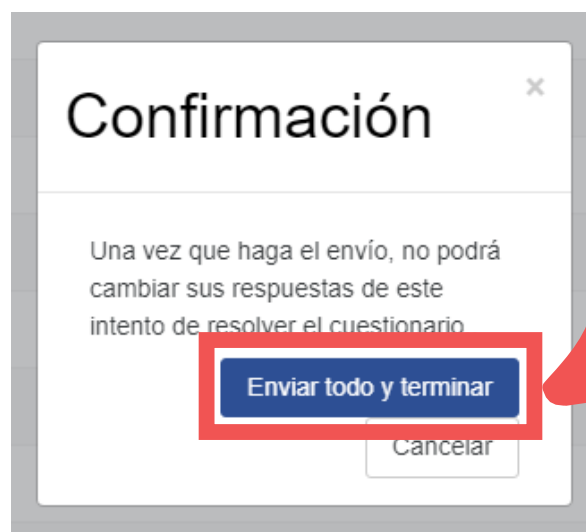 Confirmación
×
Una vez que haga el envío, no podrá
cambiar sus respuestas de este
intento de resolver el cuestionario
Enviar todo y terminar
Cancelar